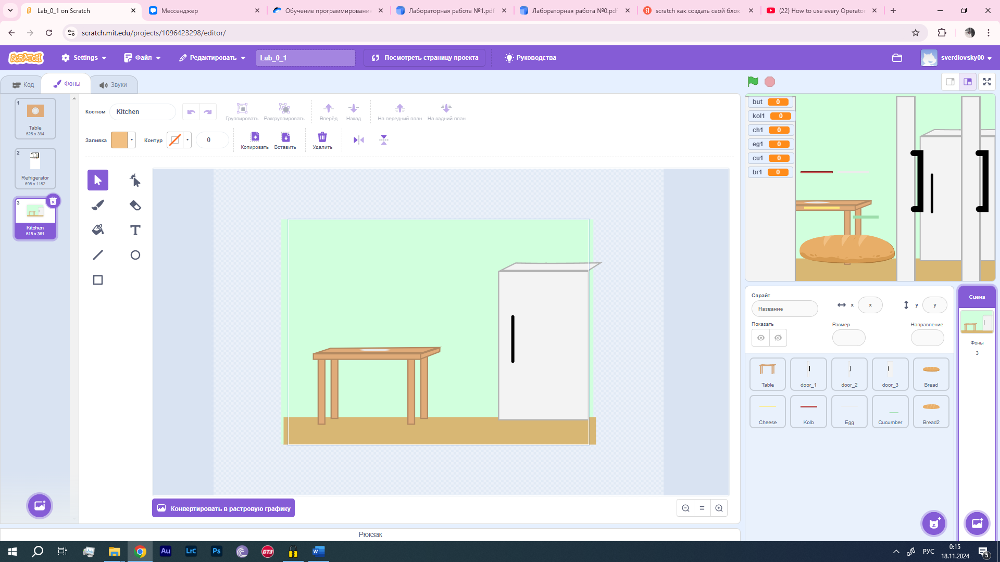 Lab_0_1 on Scratch
Мессенджер
Обучение программировани
Лабораторная работа №1.pdf
Лабораторная работа №0.pdf
scratch как создать свой блок
(22) How to use every Operator
scratch.mit.edu/projects/1096423298/editor/
SCRATCH
Settings
Файл
Редактировать
Lab_0_1
Посмотреть страницу проекта
Руководства
sverdlovsky00
Код
Фоны
Звуки
1
Table
525 x 394
2
Refrigerator
698 x 1152
3
Kitchen
515 x 361
Костюм
Kitchen
Группировать
Разгруппировать
Вперёд
Назад
На передний план
На задний план
Заливка
Контур
0
Копировать
Вставить
Удалить
Конвертировать в растровую графику
Рюкзак
but 0
kol1 0
ch1 0
eg1 0
cu1 0
br1 0
Спрайт
Название
x
x
y
y
Показать
Размер
Направление
Table
door_1
door_2
door_3
Bread
Cheese
Kolb
Egg
Cucumber
Bread2
Сцена
Фоны
3
Au
LrC
Ps
GT3
W
РУС
0:15
18.11.2024
5